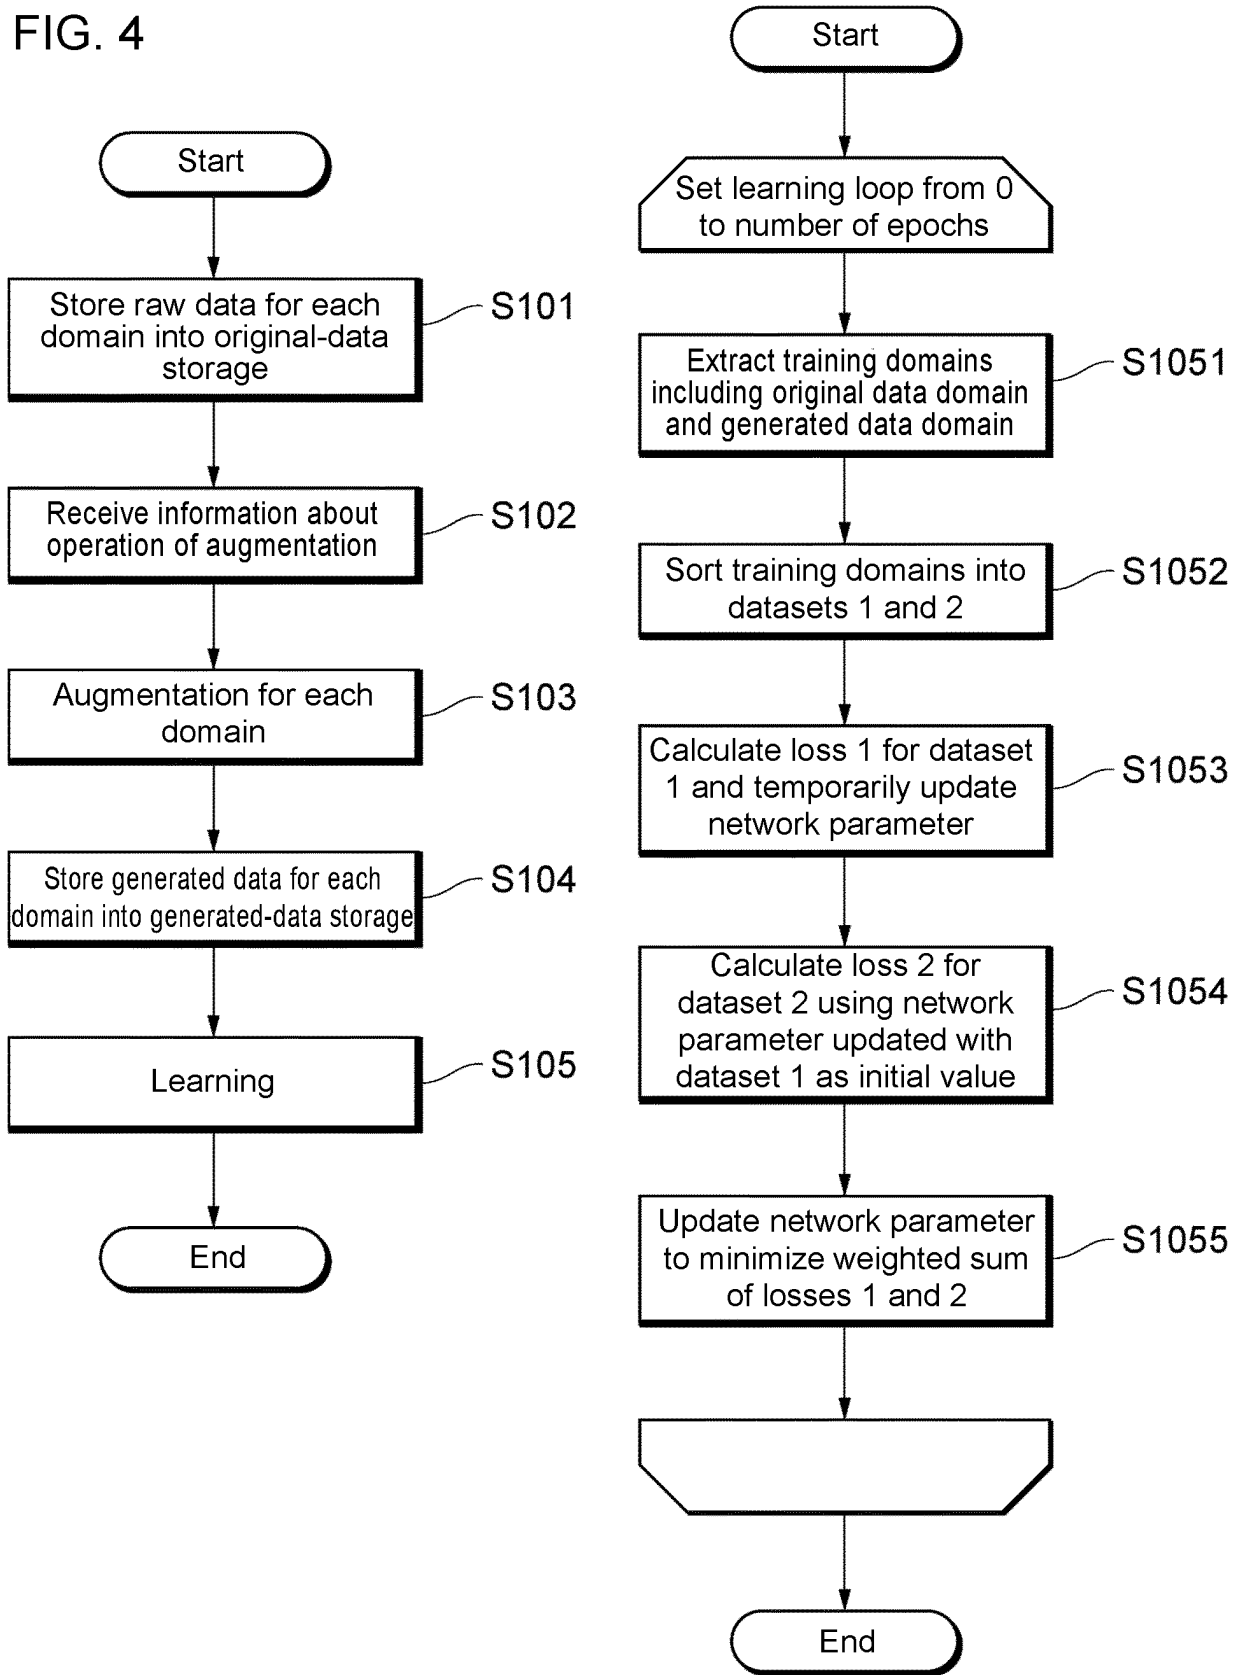 FIG. 4
Start
Store raw data for each
domain into original-data
storage
S101
Receive information about
operation of augmentation
S102
Augmentation for each
domain
S103
Store generated data for each
domain into generated-data storage
S104
Learning
S105
End
Start
Set learning loop from 0
to number of epochs
Extract training domains
including original data domain
and generated data domain
S1051
Sort training domains into
datasets 1 and 2
S1052
Calculate loss 1 for dataset
1 and temporarily update
network parameter
S1053
Calculate loss 2 for
dataset 2 using network
parameter updated with
dataset 1 as initial value
S1054
Update network parameter
to minimize weighted sum
of losses 1 and 2
S1055
End